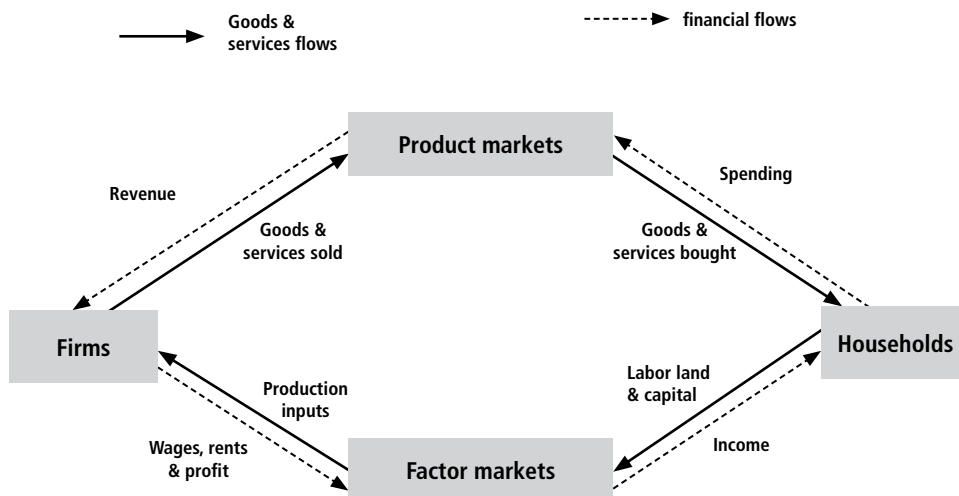 Goods &
services flows
financial flows
Product markets
Revenue
Spending
Goods &
services sold
Goods &
services bought
Firms
Households
Production
inputs
Labor land
& capital
Wages, rents
& profit
Factor markets
Income